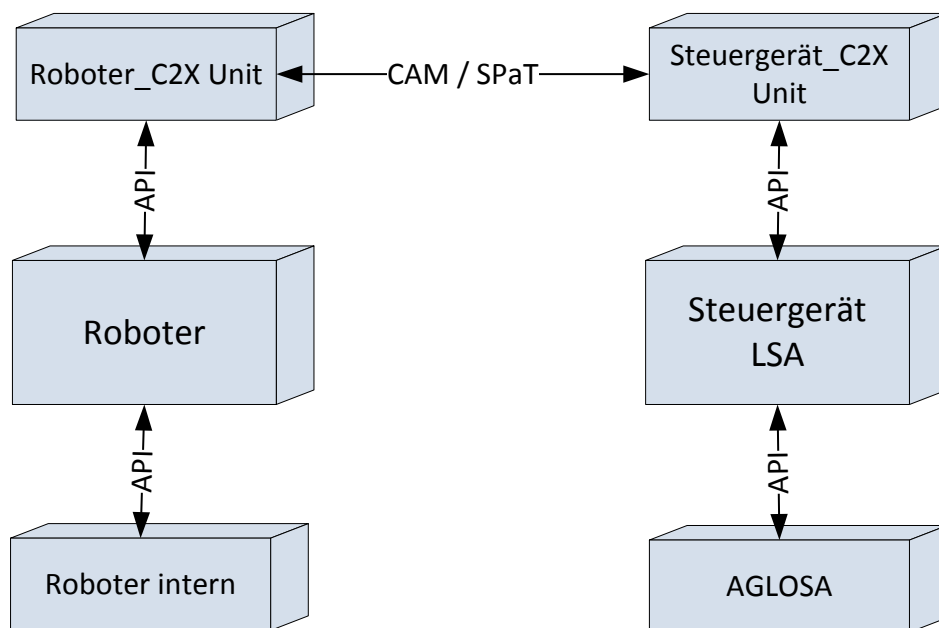 Roboter_C2X Unit
CAM / SPaT
Steuergerät_C2X
Unit
API
API
Roboter
Steuergerät
LSA
API
API
Roboter intern
AGLOSA